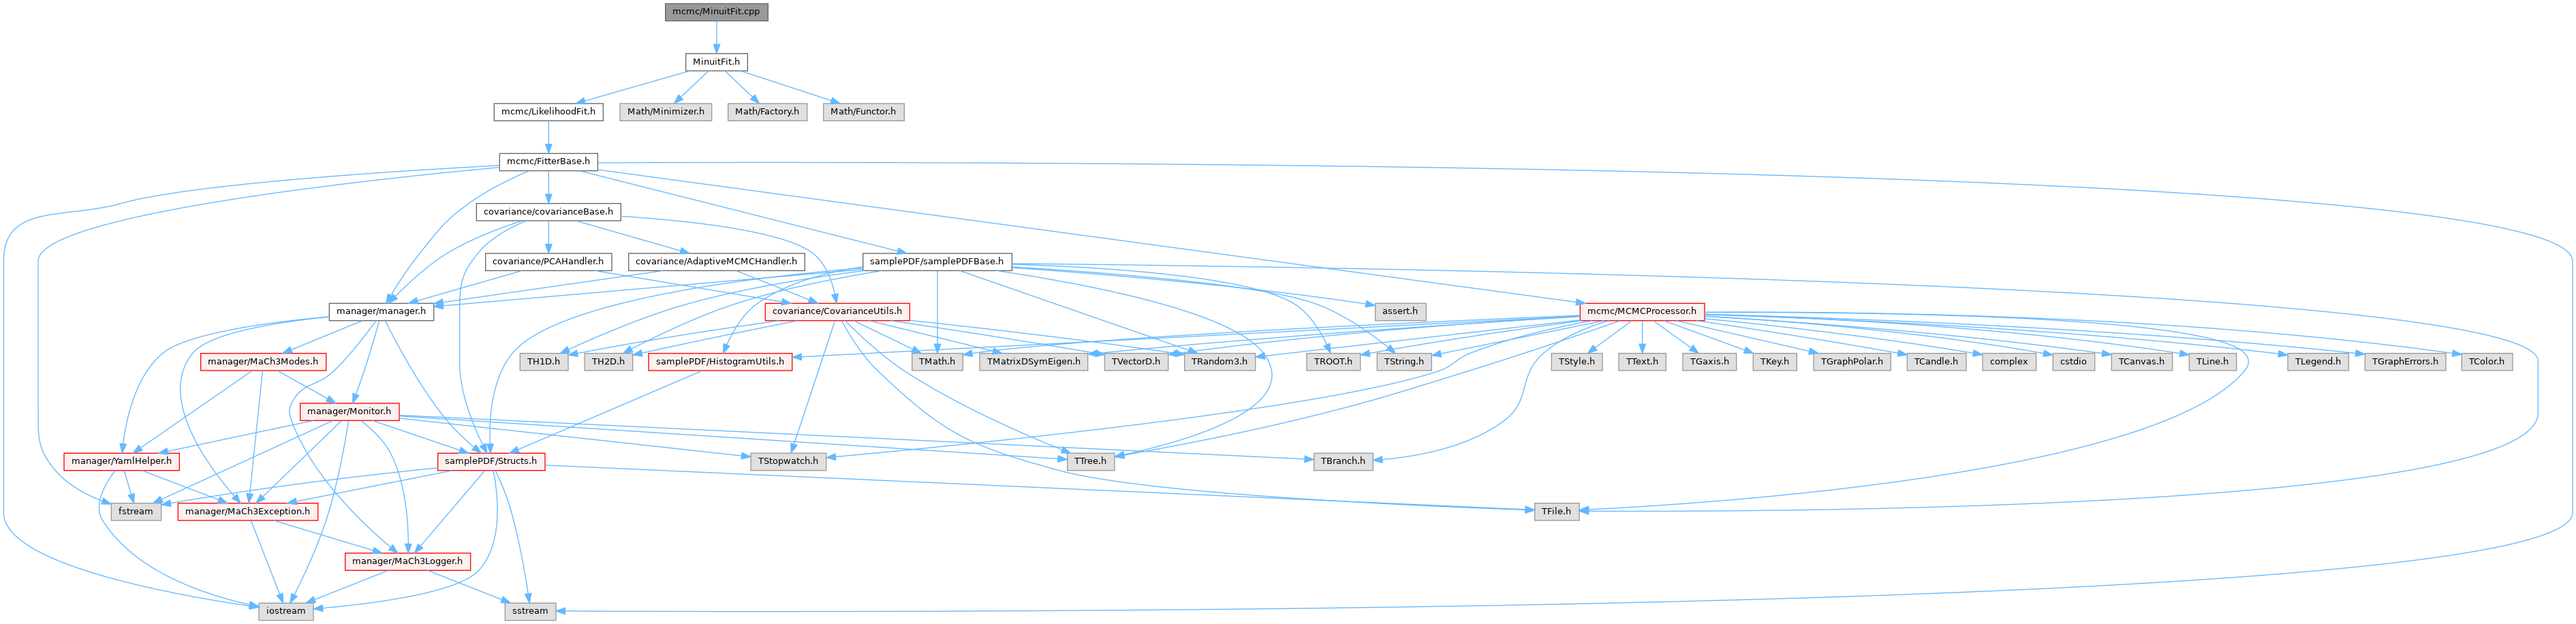 mcmc/MinuitFit.cpp
MinuitFit.h
mcmc/LikelihoodFit.h
Math/Minimizer.h
Math/Factory.h
Math/Functor.h
mcmc/FitterBase.h
covariance/covarianceBase.h
covariance/PCAHandler.h
covariance/AdaptiveMCMCHandler.h
samplePDF/samplePDFBase.h
manager/manager.h
covariance/CovarianceUtils.h
assert.h
mcmc/MCMCProcessor.h
manager/MaCh3Modes.h
TH1D.h
TH2D.h
samplePDF/HistogramUtils.h
TMath.h
TMatrixDSymEigen.h
TVectorD.h
TRandom3.h
TROOT.h
TString.h
TStyle.h
TText.h
TGaxis.h
TKey.h
TGraphPolar.h
TCandle.h
complex
cstdio
TCanvas.h
TLine.h
TLegend.h
TGraphErrors.h
TColor.h
manager/Monitor.h
manager/YamlHelper.h
samplePDF/Structs.h
TStopwatch.h
TTree.h
TBranch.h
fstream
manager/MaCh3Exception.h
TFile.h
manager/MaCh3Logger.h
iostream
sstream